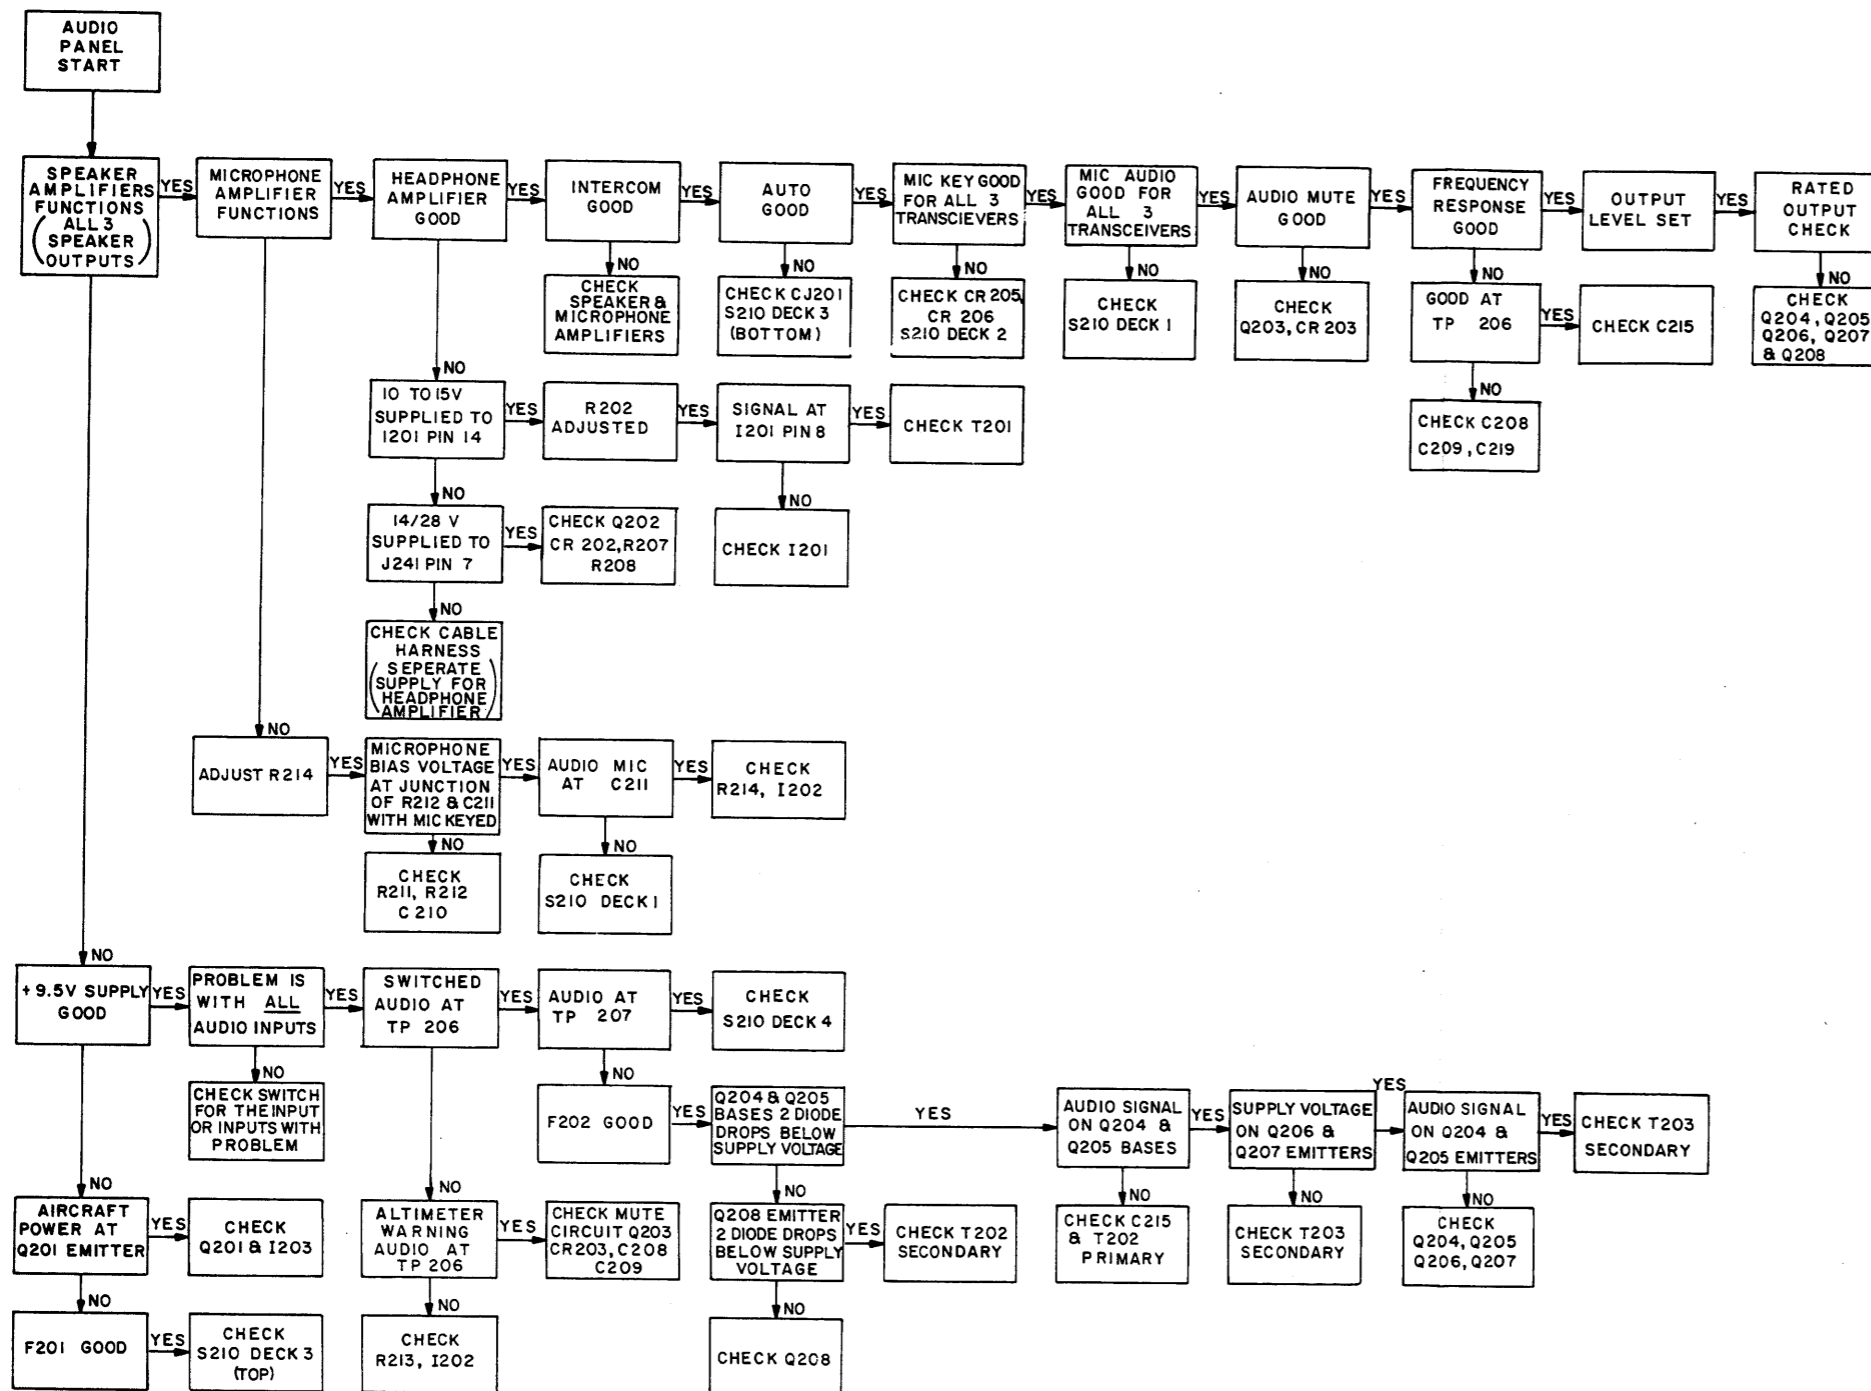 AUDIO
PANEL
START
SPEAKER
AMPLIFIERS
FUNCTIONS
(ALL 3
SPEAKER
OUTPUTS)
YES
MICROPHONE
AMPLIFIER
FUNCTIONS
YES
HEADPHONE
AMPLIFIER
GOOD
YES
INTERCOM
GOOD
YES
AUTO
GOOD
YES
MIC KEY GOOD
FOR ALL 3
TRANSCIEVERS
YES
MIC AUDIO
GOOD FOR
ALL 3
TRANSCEIVERS
YES
AUDIO MUTE
GOOD
YES
FREQUENCY
RESPONSE
GOOD
YES
OUTPUT
LEVEL SET
YES
RATED
OUTPUT
CHECK
NO
CHECK
SPEAKER &
MICROPHONE
AMPLIFIERS
NO
CHECK CJ201
S210 DECK 3
(BOTTOM)
NO
CHECK CR 205,
CR 206
S210 DECK 2
NO
CHECK
S210 DECK 1
NO
CHECK
Q203, CR 203
NO
GOOD AT
TP 206
YES
CHECK C215
NO
CHECK
Q204, Q205
Q206, Q207
& Q208
NO
CHECK C208
C209, C219
NO
10 TO 15V
SUPPLIED TO
I201 PIN 14
YES
R202
ADJUSTED
YES
SIGNAL AT
I201 PIN 8
YES
CHECK T201
NO
CHECK I201
NO
14/28 V
SUPPLIED TO
J241 PIN 7
YES
CHECK Q202
CR 202, R207
R208
NO
CHECK CABLE
HARNESS
(SEPERATE
SUPPLY FOR
HEADPHONE
AMPLIFIER)
NO
ADJUST R214
YES
MICROPHONE
BIAS VOLTAGE
AT JUNCTION
OF R212 & C211
WITH MIC KEYED
YES
AUDIO MIC
AT C211
YES
CHECK
R214, I202
NO
CHECK
R211, R212
C 210
NO
CHECK
S210 DECK 1
NO
+ 9.5V SUPPLY
GOOD
YES
PROBLEM IS
WITH ALL
AUDIO INPUTS
YES
SWITCHED
AUDIO AT
TP 206
YES
AUDIO AT
TP 207
YES
CHECK
S210 DECK 4
NO
CHECK SWITCH
FOR THE INPUT
OR INPUTS WITH
PROBLEM
NO
F202 GOOD
YES
Q204 & Q205
BASES 2 DIODE
DROPS BELOW
SUPPLY VOLTAGE
YES
AUDIO SIGNAL
ON Q204 &
Q205 BASES
YES
SUPPLY VOLTAGE
ON Q206 &
Q207 EMITTERS
YES
AUDIO SIGNAL
ON Q204 &
Q205 EMITTERS
YES
CHECK T203
SECONDARY
NO
AIRCRAFT
POWER AT
Q201 EMITTER
YES
CHECK
Q201 & I203
NO
ALTIMETER
WARNING
AUDIO AT
TP 206
YES
CHECK MUTE
CIRCUIT Q203
CR203, C208
C209
NO
Q208 EMITTER
2 DIODE DROPS
BELOW SUPPLY
VOLTAGE
YES
CHECK T202
SECONDARY
NO
CHECK C215
& T202
PRIMARY
NO
CHECK T203
SECONDARY
NO
CHECK
Q204, Q205
Q206, Q207
NO
F201 GOOD
YES
CHECK
S210 DECK 3
(TOP)
NO
CHECK
R213, I202
NO
CHECK Q208